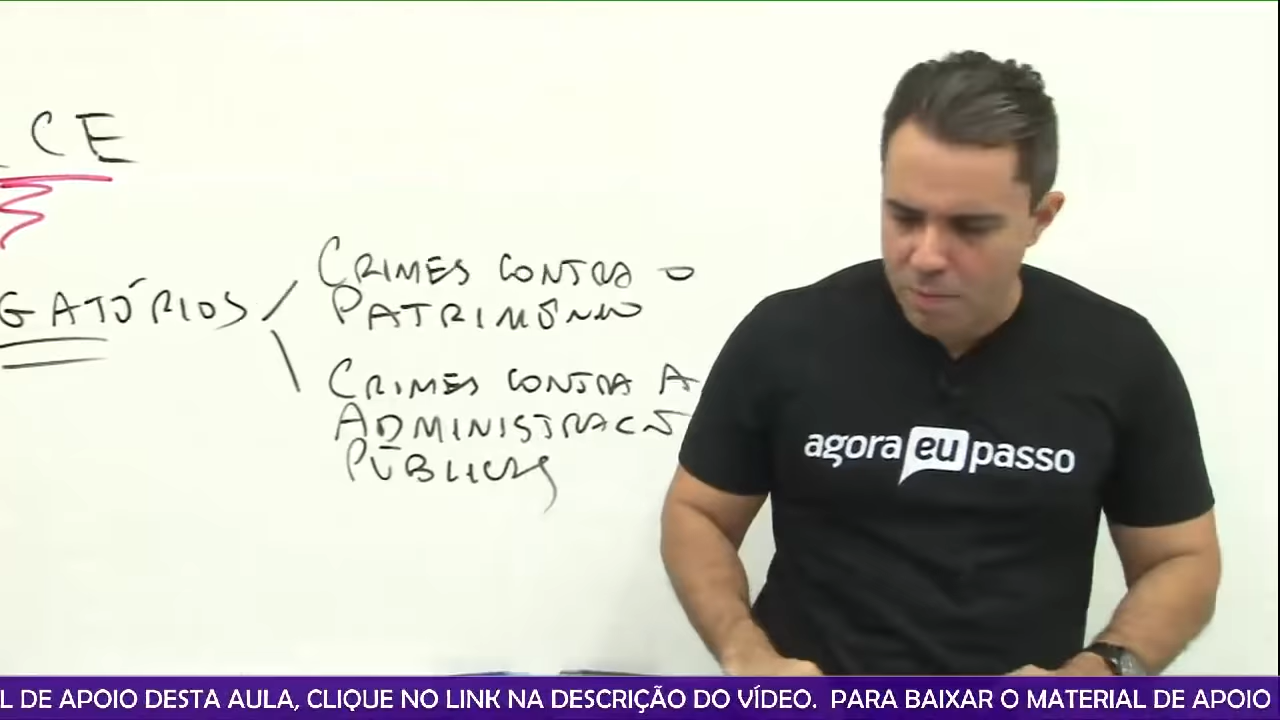 CE
GATÓRIOS
CRIMES CONTRA O
PATRIMÔNIO
CRIMES CONTRA A
ADMINISTRAÇÃO
PÚBLICA
agora eu passo
L DE APOIO DESTA AULA, CLIQUE NO LINK NA DESCRIÇÃO DO VÍDEO. PARA BAIXAR O MATERIAL DE APOIO